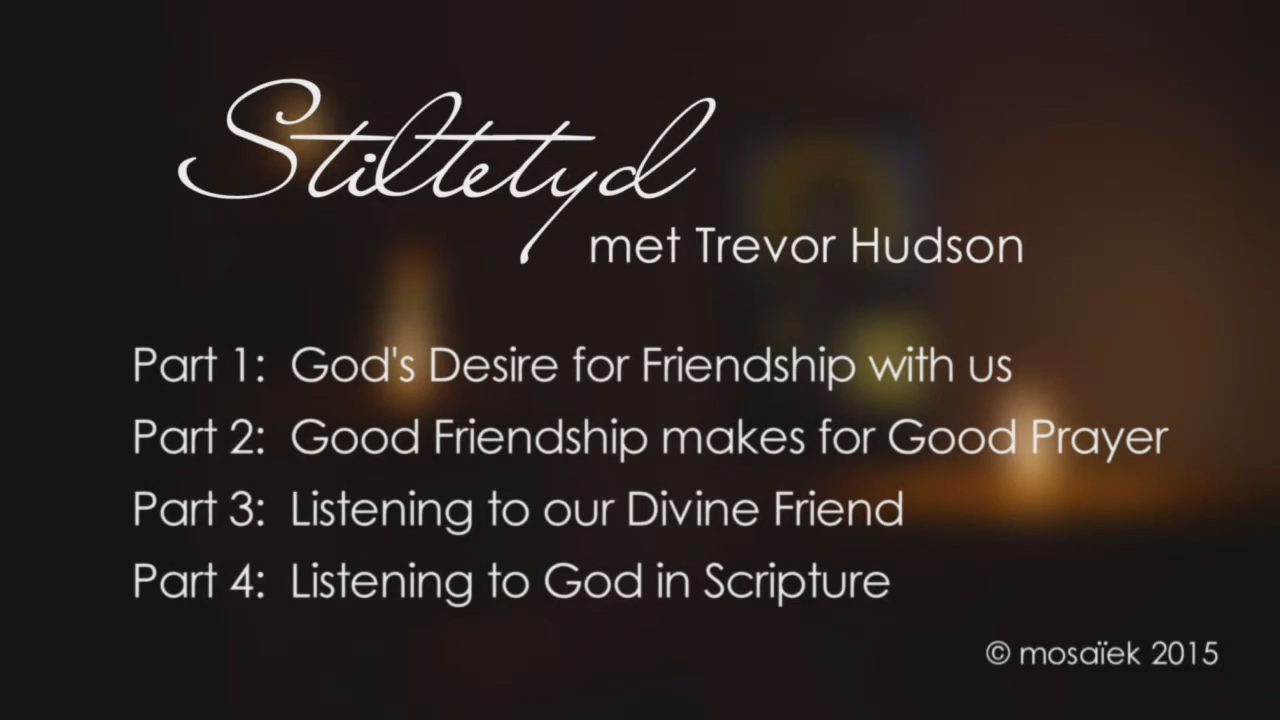 Stiltetyd
met Trevor Hudson
Part 1: God's Desire for Friendship with us
Part 2: Good Friendship makes for Good Prayer
Part 3: Listening to our Divine Friend
Part 4: Listening to God in Scripture
© mosaïek 2015